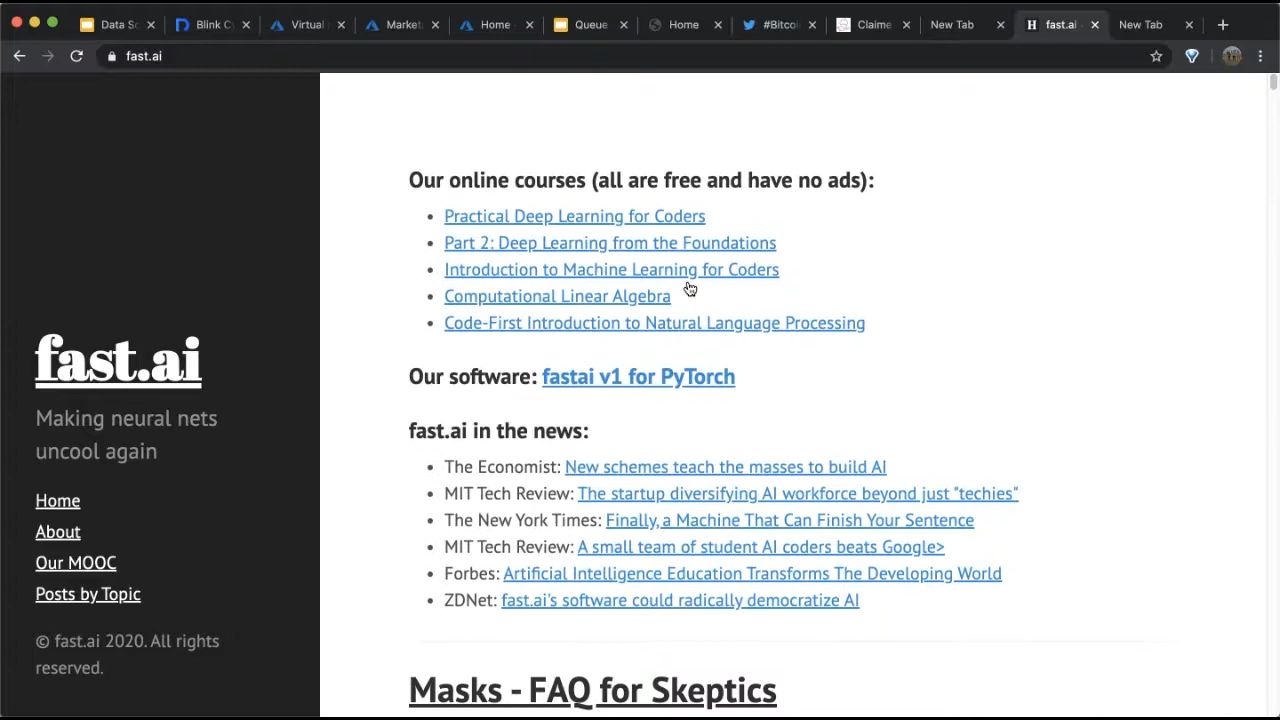 Data Sc
Blink C
Virtual
Market
Home
Queue
Home
#Bitco
Claime
New Tab
H fast.ai
New Tab
fast.ai
Our online courses (all are free and have no ads):
• Practical Deep Learning for Coders
• Part 2: Deep Learning from the Foundations
• Introduction to Machine Learning for Coders
• Computational Linear Algebra
• Code-First Introduction to Natural Language Processing
Our software: fastai v1 for PyTorch
fast.ai in the news:
• The Economist: New schemes teach the masses to build AI
• MIT Tech Review: The startup diversifying AI workforce beyond just "techies"
• The New York Times: Finally, a Machine That Can Finish Your Sentence
• MIT Tech Review: A small team of student AI coders beats Google>
• Forbes: Artificial Intelligence Education Transforms The Developing World
• ZDNet: fast.ai's software could radically democratize AI
Masks - FAQ for Skeptics
fast.ai
Making neural nets
uncool again
Home
About
Our MOOC
Posts by Topic
© fast.ai 2020. All rights
reserved.